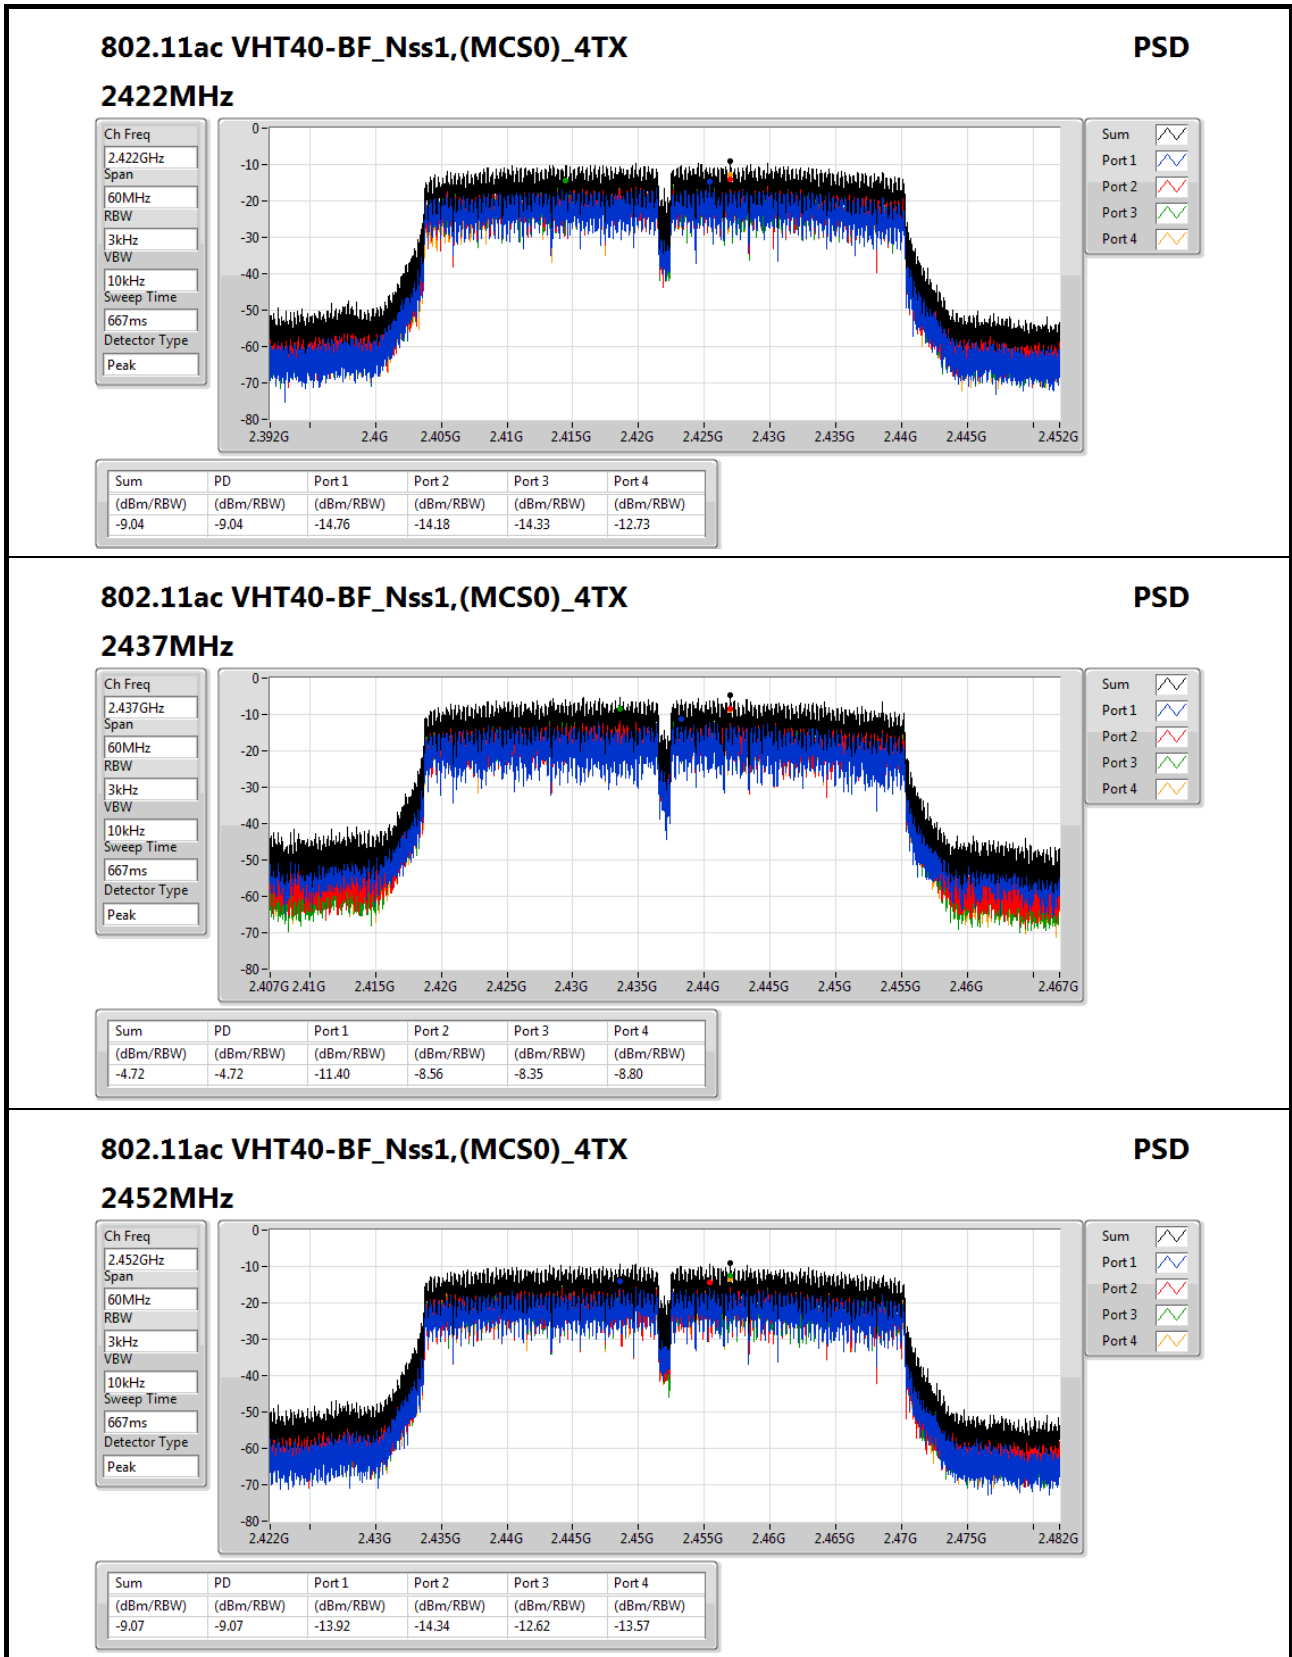 802.11ac VHT40-BF_Nss1,(MCS0)_4TX PSD
2422MHz
Ch Freq
2.422GHz
Span
60MHz
RBW
3kHz
VBW
10kHz
Sweep Time
667ms
Detector Type
Peak
0
-10
-20
-30
-40
-50
-60
-70
-80
2.392G 2.4G 2.405G 2.41G 2.415G 2.42G 2.425G 2.43G 2.435G 2.44G 2.445G 2.452G
Sum
Port 1
Port 2
Port 3
Port 4
Sum PD Port 1 Port 2 Port 3 Port 4
(dBm/RBW) (dBm/RBW) (dBm/RBW) (dBm/RBW) (dBm/RBW) (dBm/RBW)
-9.04 -9.04 -14.76 -14.18 -14.33 -12.73
802.11ac VHT40-BF_Nss1,(MCS0)_4TX PSD
2437MHz
Ch Freq
2.437GHz
Span
60MHz
RBW
3kHz
VBW
10kHz
Sweep Time
667ms
Detector Type
Peak
0
-10
-20
-30
-40
-50
-60
-70
-80
2.407G 2.41G 2.415G 2.42G 2.425G 2.43G 2.435G 2.44G 2.445G 2.45G 2.455G 2.46G 2.467G
Sum
Port 1
Port 2
Port 3
Port 4
Sum PD Port 1 Port 2 Port 3 Port 4
(dBm/RBW) (dBm/RBW) (dBm/RBW) (dBm/RBW) (dBm/RBW) (dBm/RBW)
-4.72 -4.72 -11.40 -8.56 -8.35 -8.80
802.11ac VHT40-BF_Nss1,(MCS0)_4TX PSD
2452MHz
Ch Freq
2.452GHz
Span
60MHz
RBW
3kHz
VBW
10kHz
Sweep Time
667ms
Detector Type
Peak
0
-10
-20
-30
-40
-50
-60
-70
-80
2.422G 2.43G 2.435G 2.44G 2.445G 2.45G 2.455G 2.46G 2.465G 2.47G 2.475G 2.482G
Sum
Port 1
Port 2
Port 3
Port 4
Sum PD Port 1 Port 2 Port 3 Port 4
(dBm/RBW) (dBm/RBW) (dBm/RBW) (dBm/RBW) (dBm/RBW) (dBm/RBW)
-9.07 -9.07 -13.92 -14.34 -12.62 -13.57